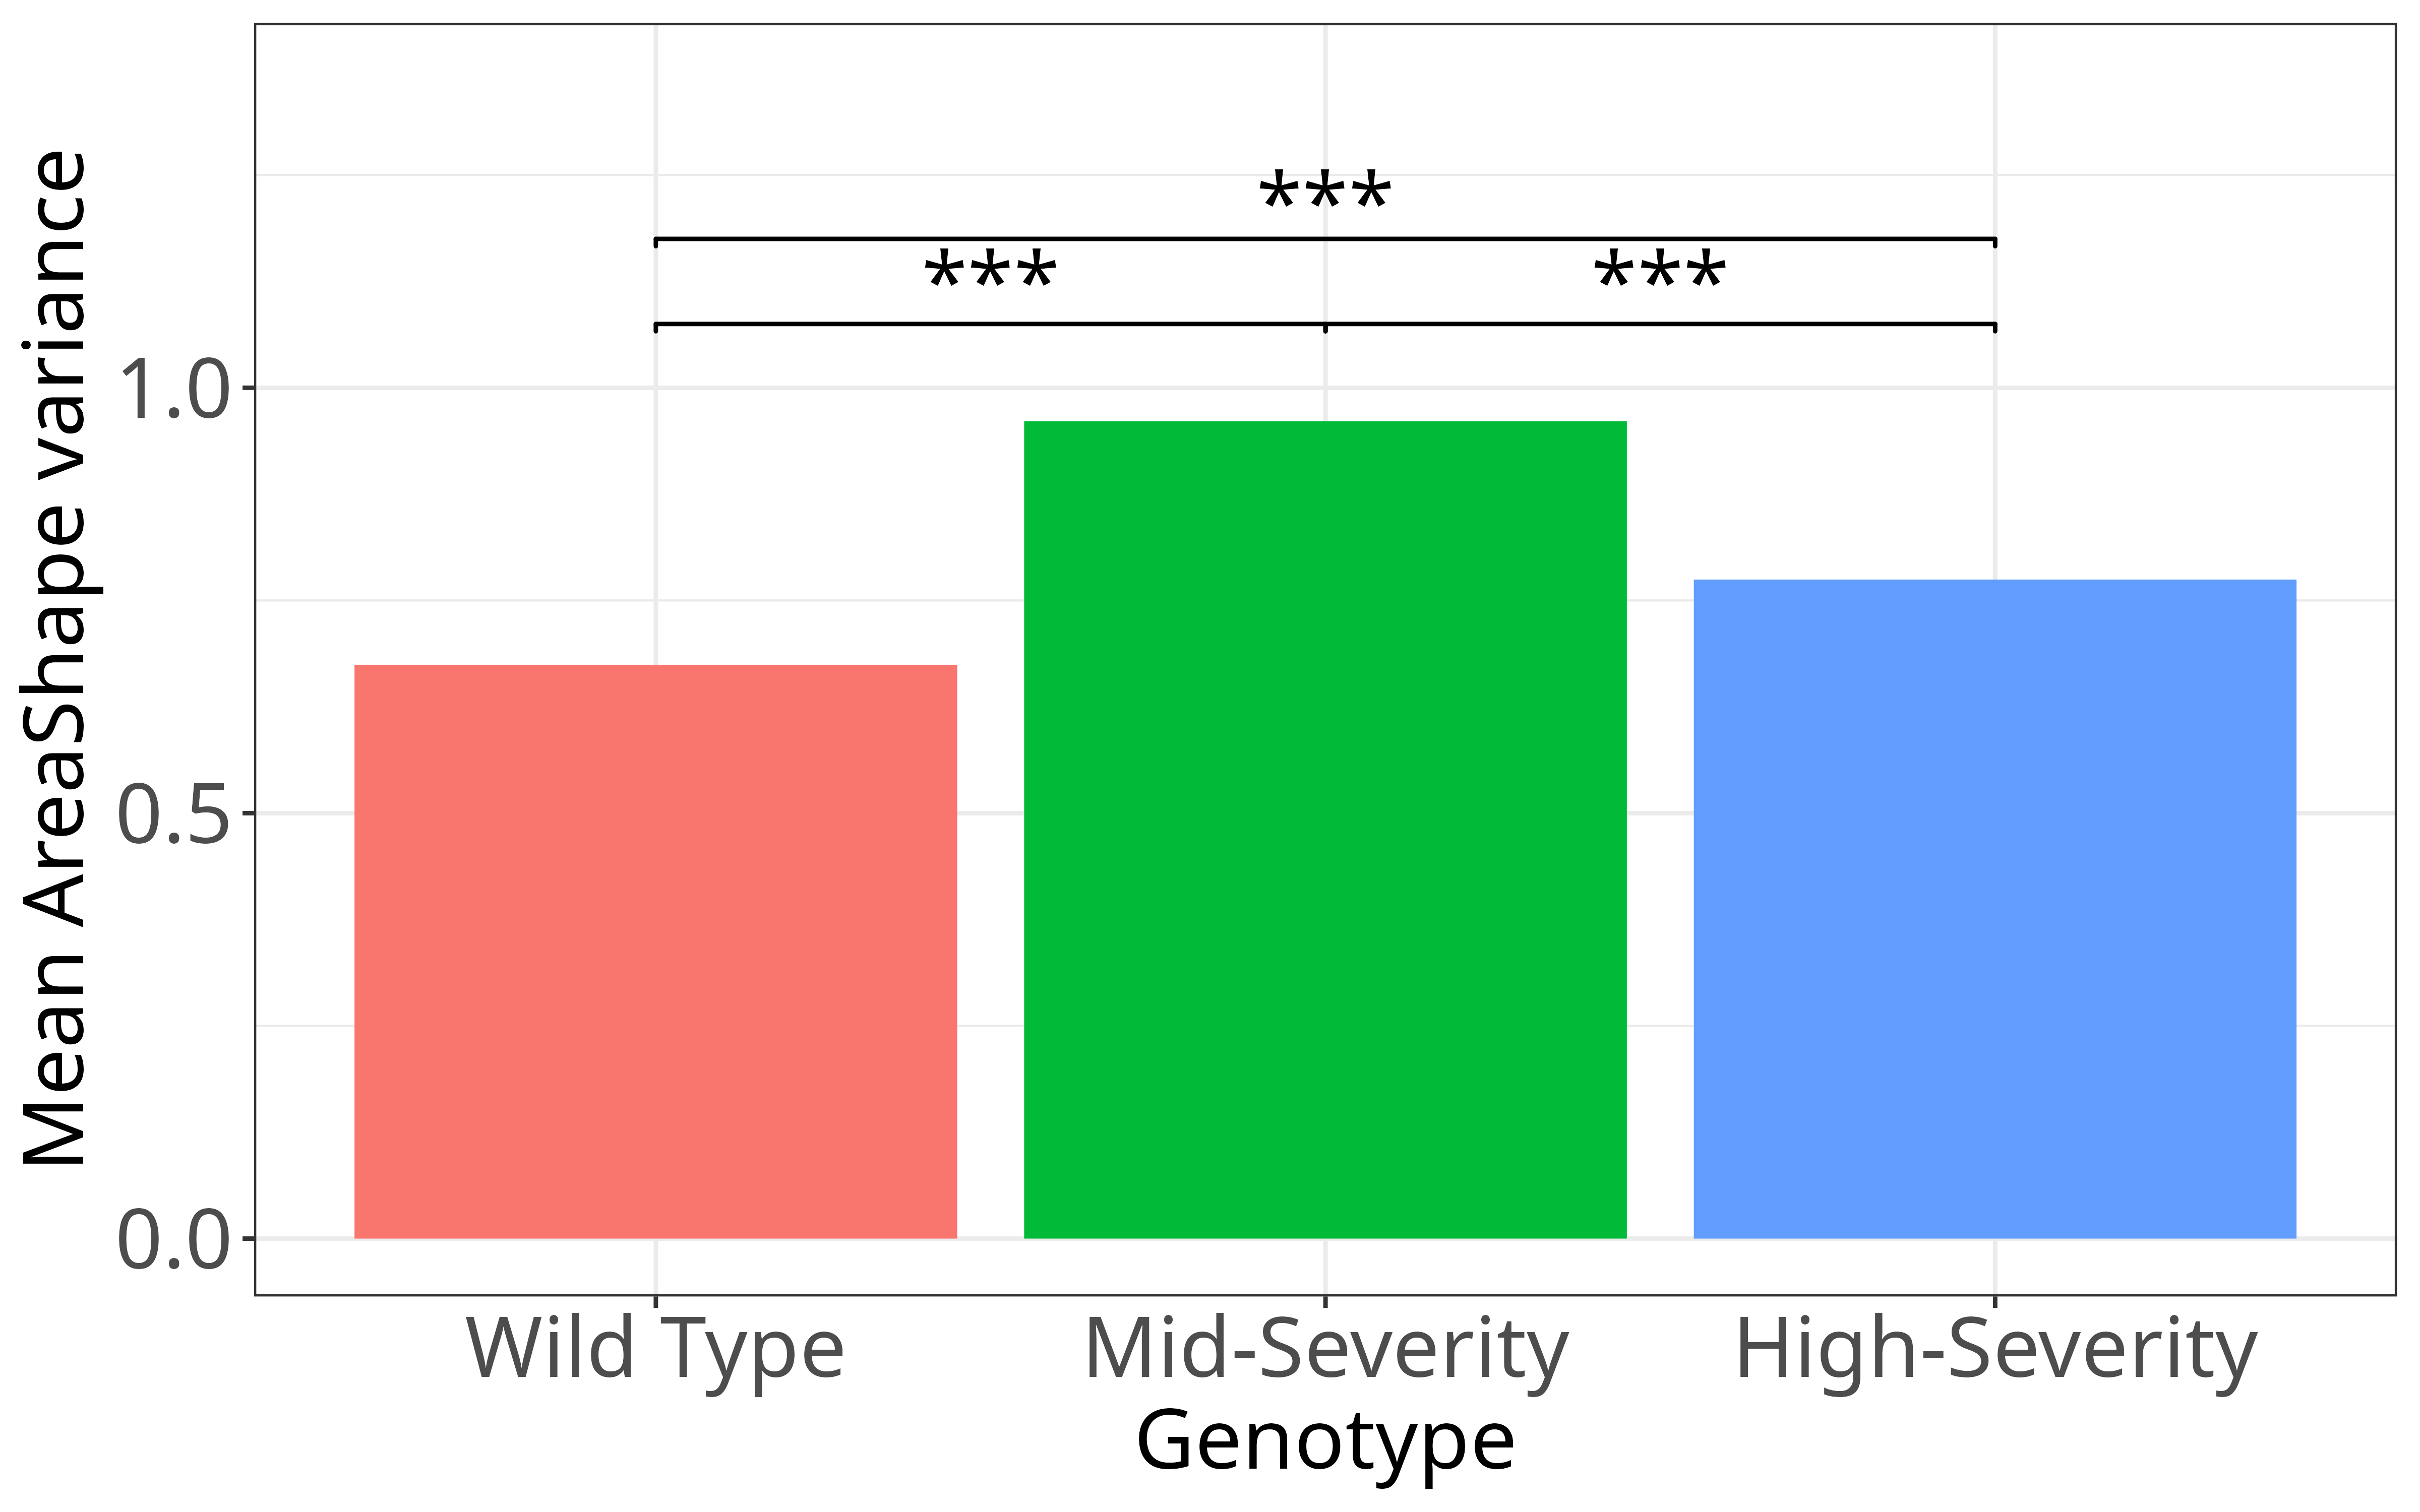 Mean AreaShape variance
***
*** ***
1.0
0.5
0.0
Wild Type Mid-Severity High-Severity
Genotype